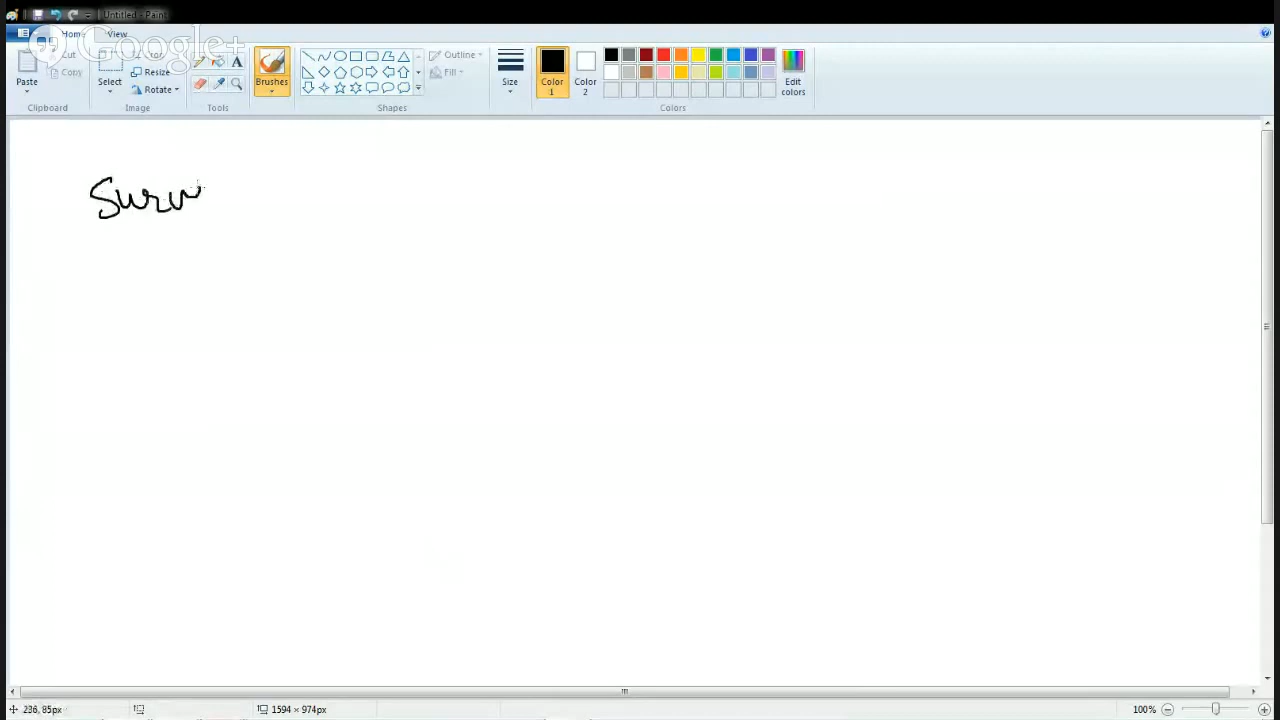 Untitled - Paint
Google+
Home View
Paste
Cut
Copy
Clipboard
Select
Resize
Rotate
Image
Tools
Brushes
Shapes
Outline
Fill
Size
Color 1
Color 2
Edit colors
Colors
Surv
236, 85px
1594 × 974px
100%